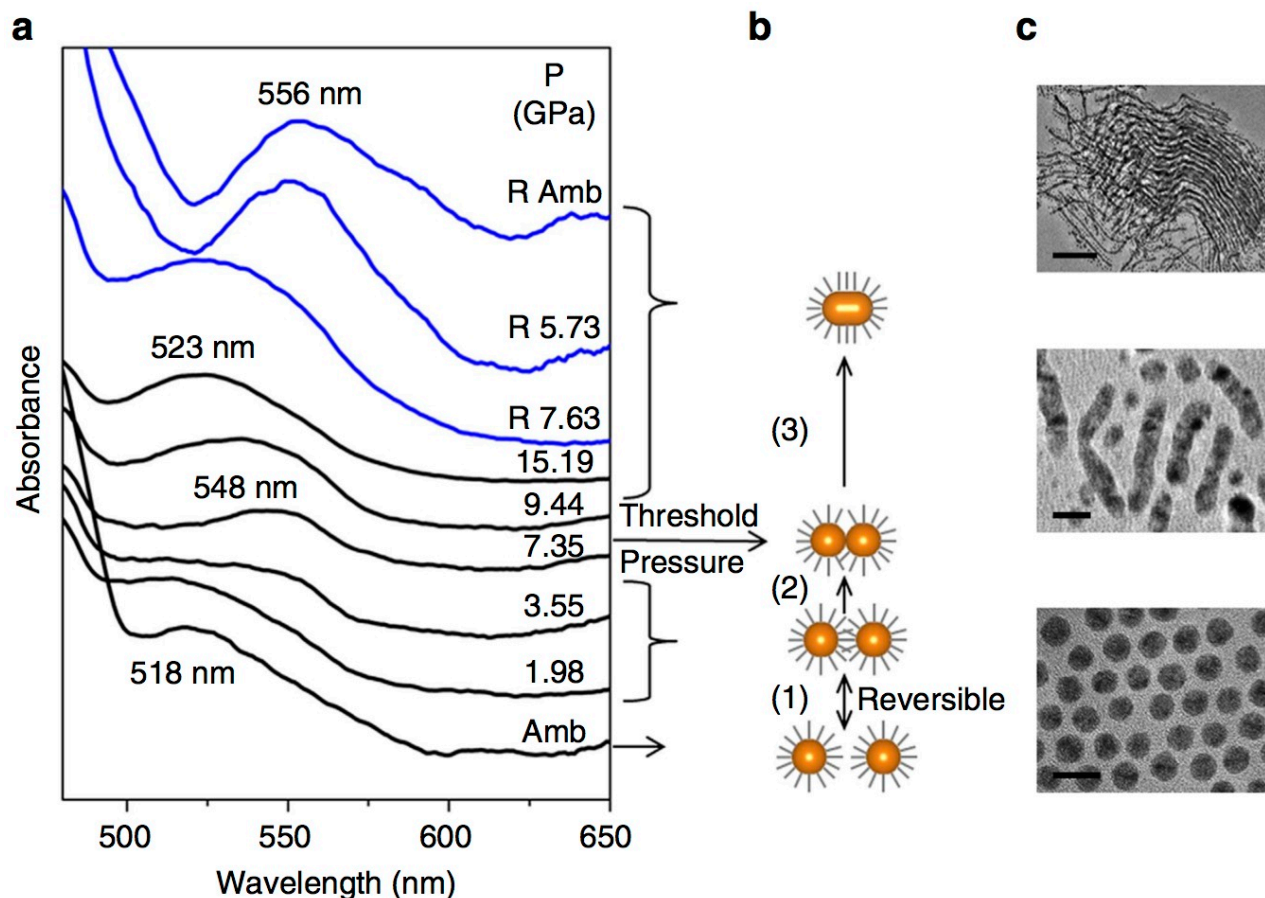 a
b
c
556 nm
P
(GPa)
R Amb
523 nm
R 5.73
R 7.63
15.19
548 nm
9.44
7.35
3.55
518 nm
1.98
Amb
Absorbance
500
550
600
650
Wavelength (nm)
Threshold
Pressure
(3)
(2)
(1)
Reversible